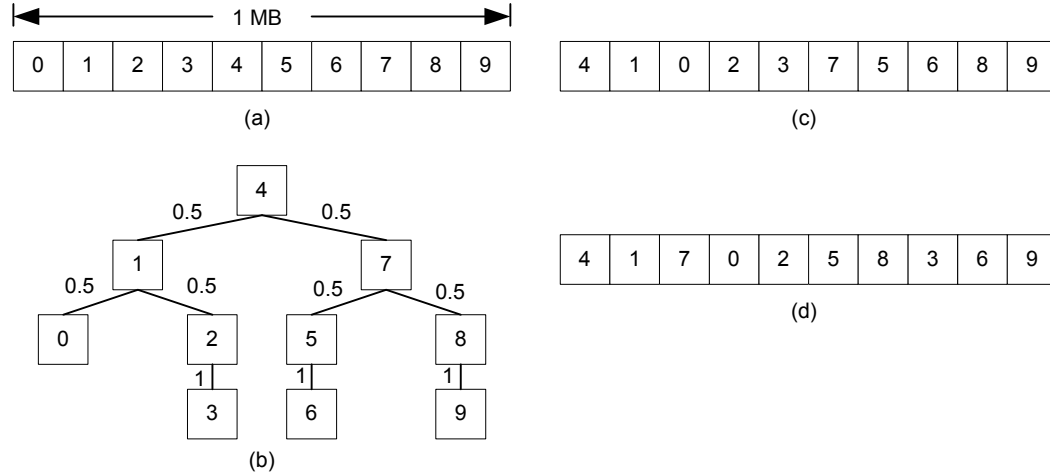 1 MB
0 1 2 3 4 5 6 7 8 9
(a)
4 1 0 2 3 7 5 6 8 9
(c)
4
0.5 0.5
1 7
0.5 0.5 0.5 0.5
0 2 5 8
1 1 1
3 6 9
(b)
4 1 7 0 2 5 8 3 6 9
(d)